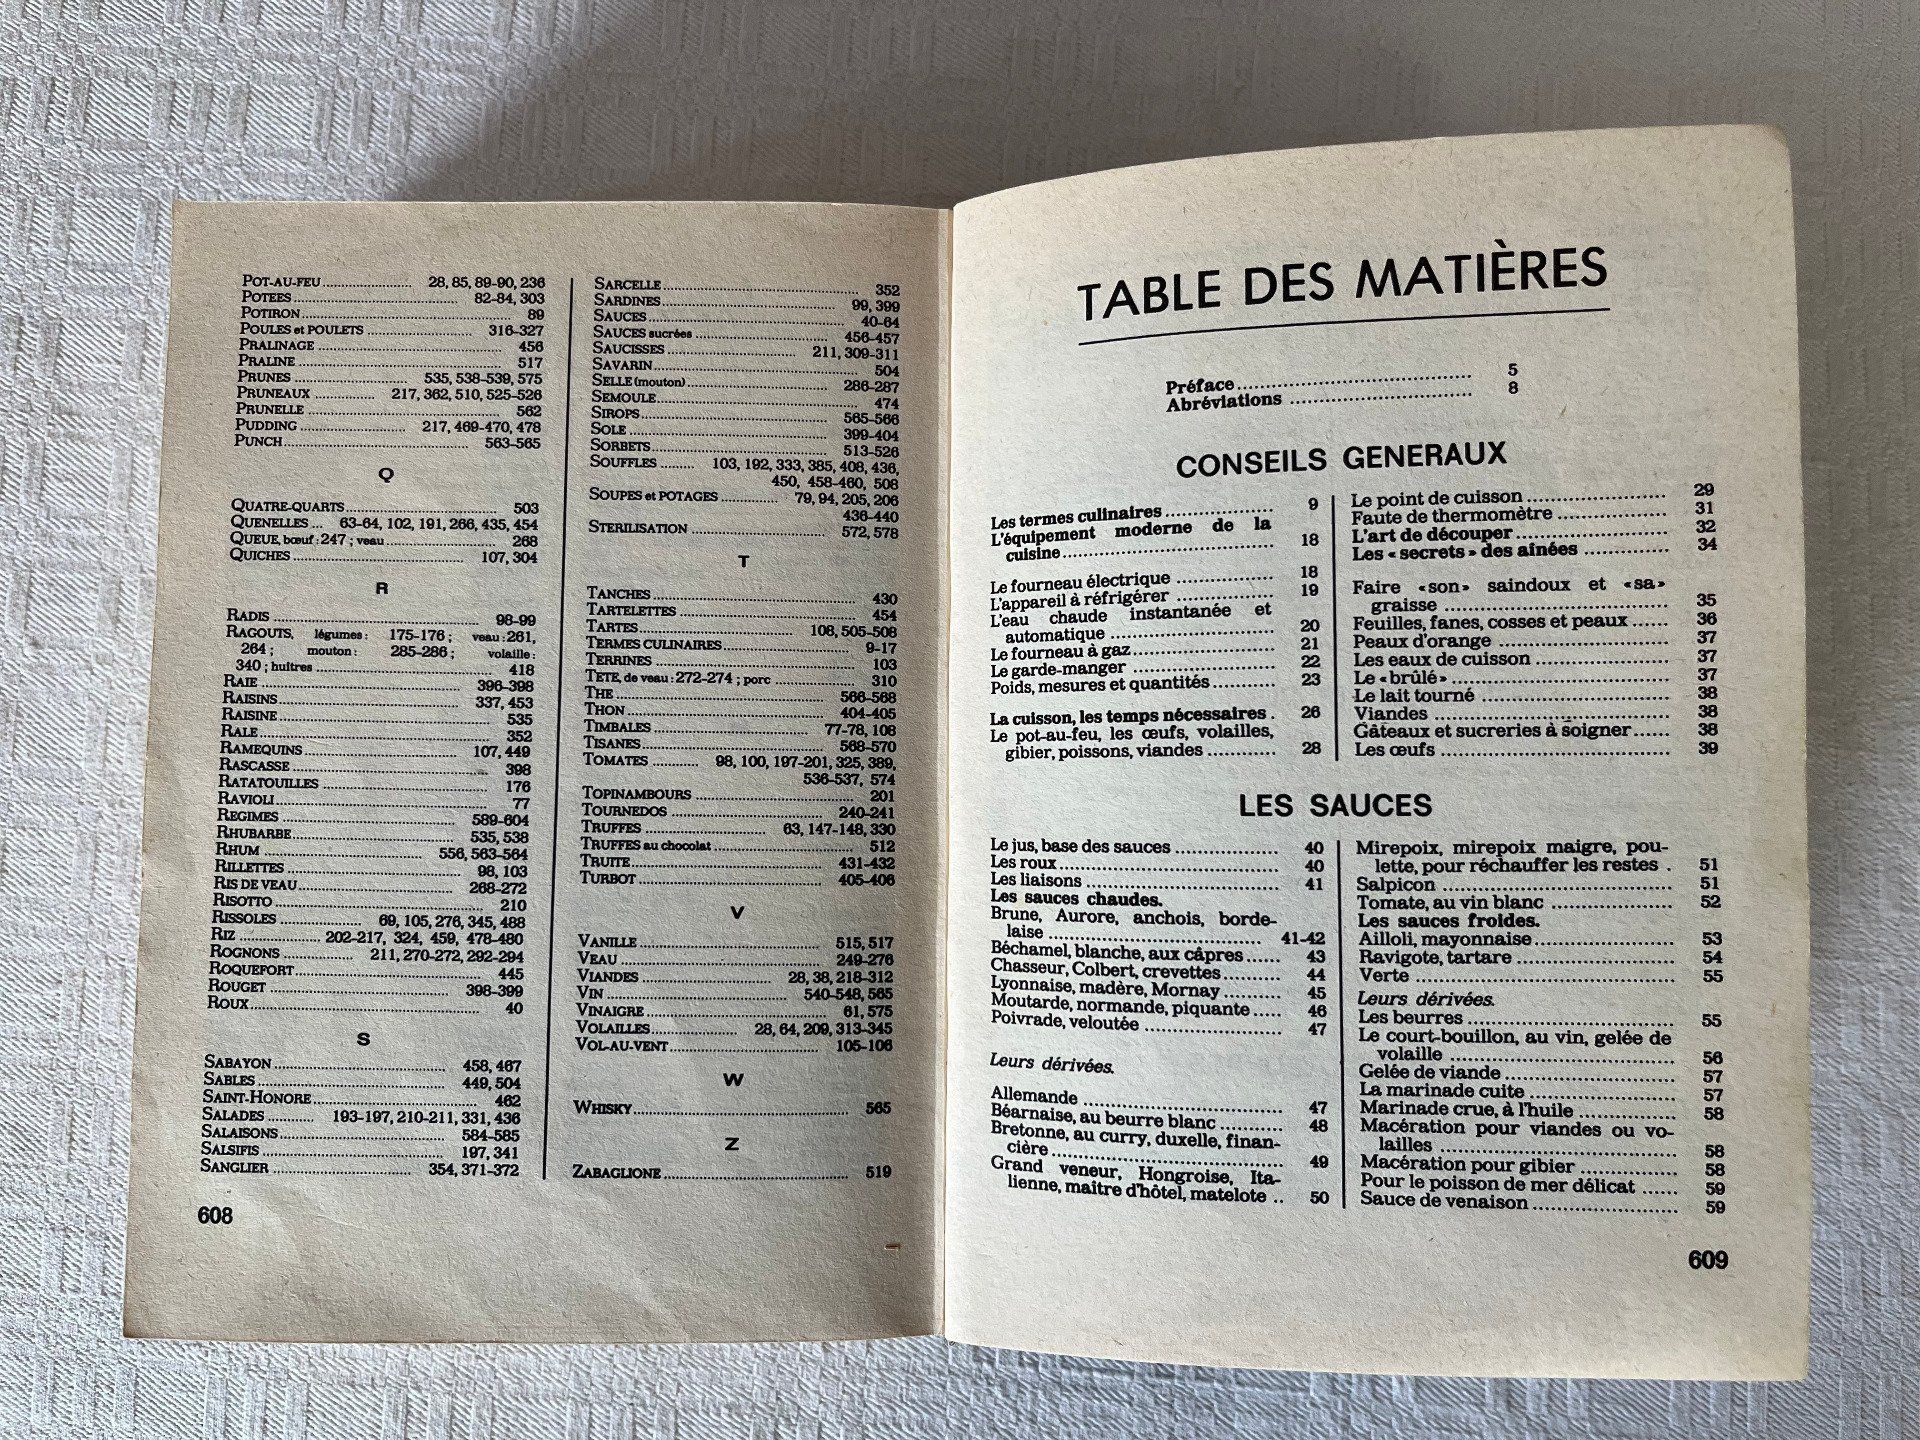 POT-AU-FEU ........ 28, 85, 89-90, 236
POTEES ........ 82-84, 303
POTIRON ........ 89
POULES et POULETS ........ 316-327
PRALINAGE ........ 456
PRALINE ........ 517
PRUNES ........ 535, 538-539, 575
PRUNEAUX ........ 217, 362, 510, 525-526
PRUNELLE ........ 562
PUDDING ........ 217, 469-470, 478
PUNCH ........ 563-565
Q
QUATRE-QUARTS ........ 503
QUENELLES ... 63-64, 102, 191, 266, 435, 454
QUEUE, bœuf : 247 ; veau ........ 268
QUICHES ........ 107, 304
R
RADIS ........ 98-99
RAGOUTS, légumes : 175-176 ; veau : 261,
264 ; mouton : 285-286 ; volaille :
340 ; huîtres ........ 418
RAIE ........ 396-398
RAISINS ........ 337, 453
RAISINE ........ 535
RALE ........ 352
RAMEQUINS ........ 107, 449
RASCASSE ........ 398
RATATOUILLES ........ 176
RAVIOLI ........ 77
REGIMES ........ 589-604
RHUBARBE ........ 535, 538
RHUM ........ 556, 563-564
RILLETTES ........ 98, 103
RIS DE VEAU ........ 268-272
RISOTTO ........ 210
RISSOLES ........ 69, 105, 276, 345, 488
RIZ ........ 202-217, 324, 459, 478-480
ROGNONS ........ 211, 270-272, 292-294
ROQUEFORT ........ 445
ROUGET ........ 398-399
ROUX ........ 40
S
SABAYON ........ 458, 467
SABLES ........ 449, 504
SAINT-HONORE ........ 462
SALADES ........ 193-197, 210-211, 331, 436
SALAISONS ........ 584-585
SALSIFIS ........ 197, 341
SANGLIER ........ 354, 371-372
608
SARCELLE ........ 352
SARDINES ........ 99, 399
SAUCES ........ 40-64
SAUCES sucrées ........ 456-457
SAUCISSES ........ 211, 309-311
SAVARIN ........ 504
SELLE (mouton) ........ 286-287
SEMOULE ........ 474
SIROPS ........ 565-566
SOLE ........ 399-404
SORBETS ........ 513-526
SOUFFLES ........ 103, 192, 333, 385, 408, 436,
450, 458-460, 508
SOUPES et POTAGES ........ 79, 94, 205, 206
436-440
STERILISATION ........ 572, 578
T
TANCHES ........ 430
TARTELETTES ........ 454
TARTES ........ 108, 505-508
TERMES CULINAIRES ........ 9-17
TERRINES ........ 103
TETE, de veau : 272-274 ; porc ........ 310
THE ........ 566-568
THON ........ 404-405
TIMBALES ........ 77-78, 108
TISANES ........ 568-570
TOMATES ........ 98, 100, 197-201, 325, 389,
536-537, 574
TOPINAMBOURS ........ 201
TOURNEDOS ........ 240-241
TRUFFES ........ 63, 147-148, 330
TRUFFES au chocolat ........ 512
TRUITE ........ 431-432
TURBOT ........ 405-406
V
VANILLE ........ 515, 517
VEAU ........ 249-276
VIANDES ........ 28, 38, 218-312
VIN ........ 540-548, 565
VINAIGRE ........ 61, 575
VOLAILLES ........ 28, 64, 209, 313-345
VOL-AU-VENT ........ 105-106
W
WHISKY ........ 565
Z
ZABAGLIONE ........ 519
TABLE DES MATIÈRES
Préface ........ 5
Abréviations ........ 8
CONSEILS GENERAUX
Les termes culinaires ........ 9
L'équipement moderne de la
cuisine ........ 18
Le fourneau électrique ........ 18
L'appareil à réfrigérer ........ 19
L'eau chaude instantanée et
automatique ........ 20
Le fourneau à gaz ........ 21
Le garde-manger ........ 22
Poids, mesures et quantités ........ 23
La cuisson, les temps nécessaires . 26
Le pot-au-feu, les œufs, volailles,
gibier, poissons, viandes ........ 28
Le point de cuisson ........ 29
Faute de thermomètre ........ 31
L'art de découper ........ 32
Les « secrets » des aînées ........ 34
Faire «son» saindoux et «sa»
graisse ........ 35
Feuilles, fanes, cosses et peaux ...... 36
Peaux d'orange ........ 37
Les eaux de cuisson ........ 37
Le « brûlé » ........ 37
Le lait tourné ........ 38
Viandes ........ 38
Gâteaux et sucreries à soigner ...... 38
Les œufs ........ 39
LES SAUCES
Le jus, base des sauces ........ 40
Les roux ........ 40
Les liaisons ........ 41
Les sauces chaudes.
Brune, Aurore, anchois, borde-
laise ........ 41-42
Béchamel, blanche, aux câpres ...... 43
Chasseur, Colbert, crevettes ........ 44
Lyonnaise, madère, Mornay ........ 45
Moutarde, normande, piquante ..... 46
Poivrade, veloutée ........ 47
Leurs dérivées.
Allemande ........ 47
Béarnaise, au beurre blanc ........ 48
Bretonne, au curry, duxelle, finan-
cière ........ 49
Grand veneur, Hongroise, Ita-
lienne, maître d'hôtel, matelote .. 50
Mirepoix, mirepoix maigre, pou-
lette, pour réchauffer les restes . 51
Salpicon ........ 51
Tomate, au vin blanc ........ 52
Les sauces froides.
Ailloli, mayonnaise ........ 53
Ravigote, tartare ........ 54
Verte ........ 55
Leurs dérivées.
Les beurres ........ 55
Le court-bouillon, au vin, gelée de
volaille ........ 56
Gelée de viande ........ 57
La marinade cuite ........ 57
Marinade crue, à l'huile ........ 58
Macération pour viandes ou vo-
lailles ........ 58
Macération pour gibier ........ 58
Pour le poisson de mer délicat ...... 59
Sauce de venaison ........ 59
609